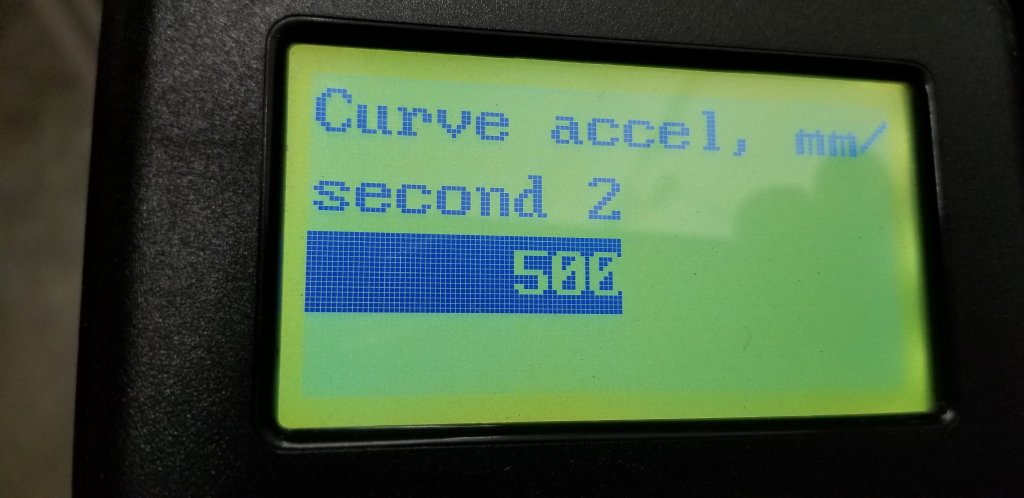 Curve accel, mm/
second 2
500